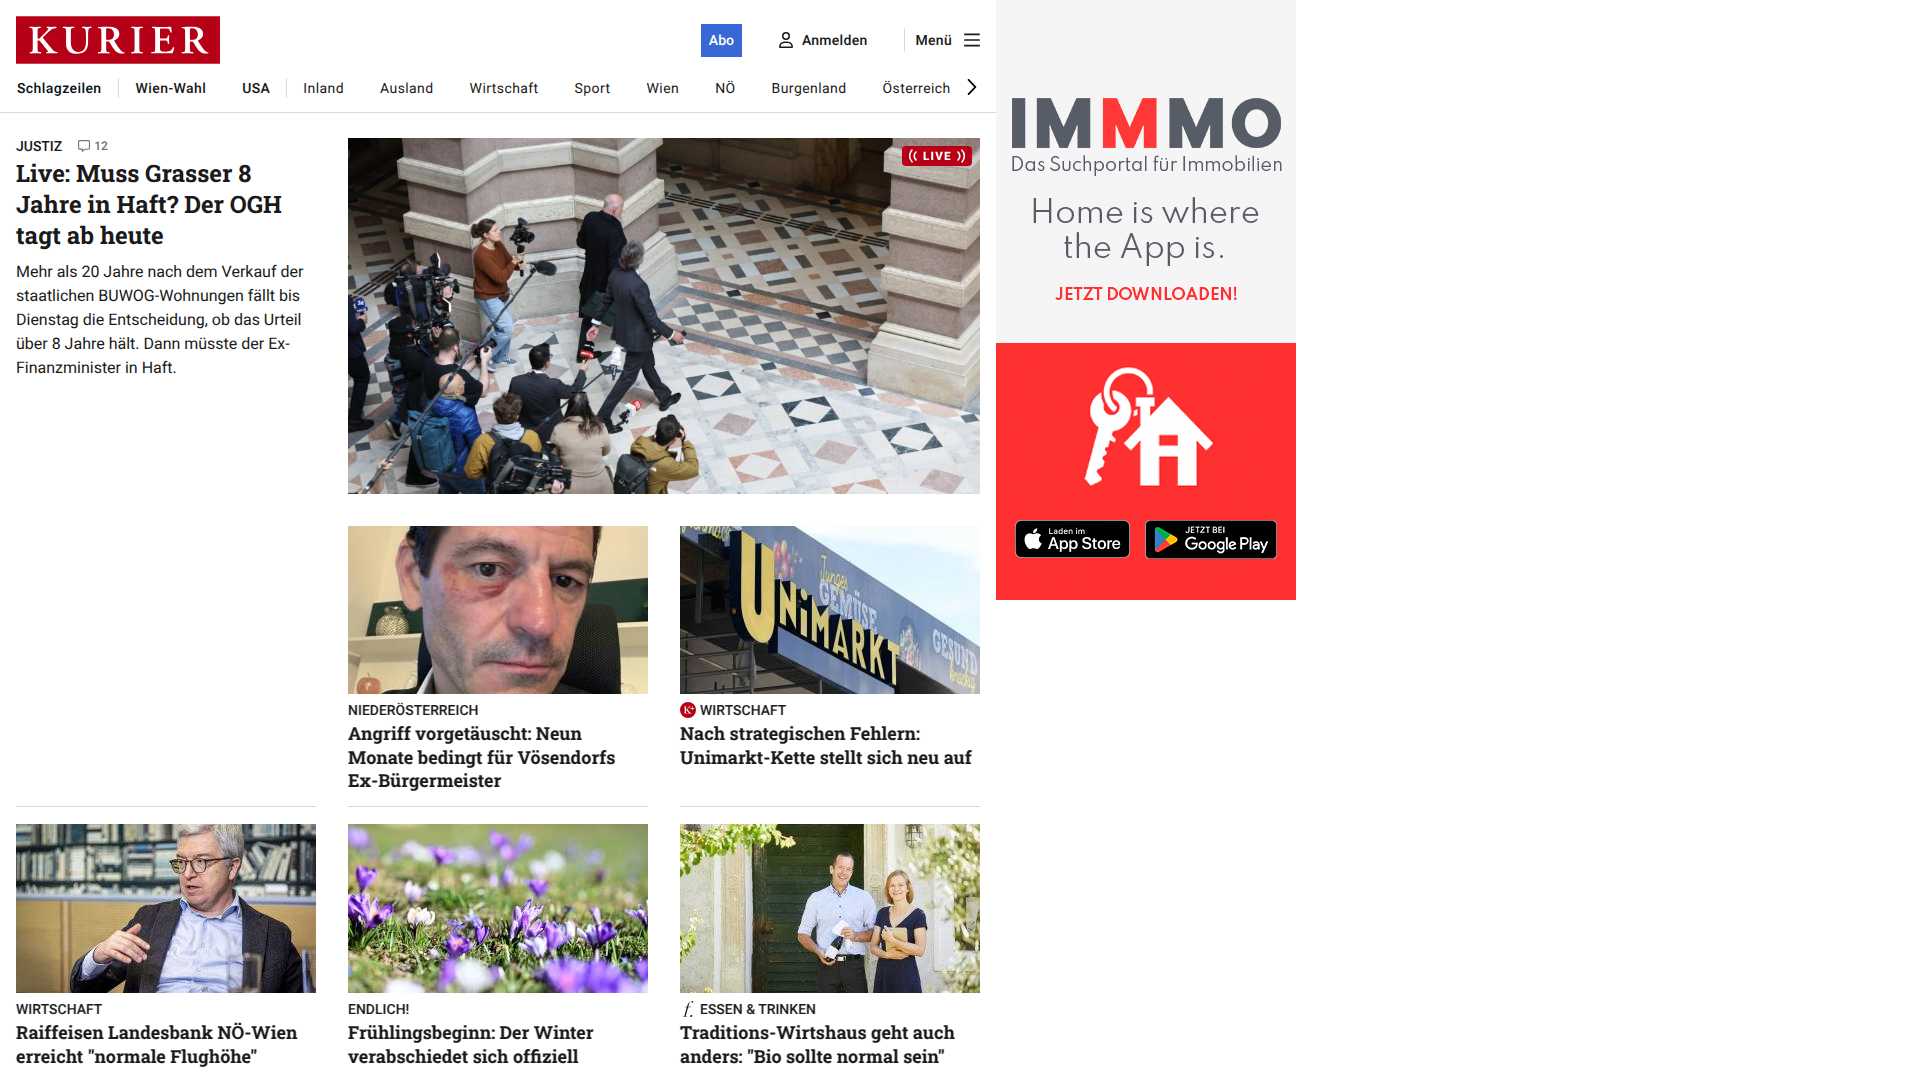 KURIER
Abo
Anmelden
Menü
Schlagzeilen
Wien-Wahl
USA
Inland
Ausland
Wirtschaft
Sport
Wien
NÖ
Burgenland
Österreich
JUSTIZ 12
Live: Muss Grasser 8
Jahre in Haft? Der OGH
tagt ab heute
Mehr als 20 Jahre nach dem Verkauf der
staatlichen BUWOG-Wohnungen fällt bis
Dienstag die Entscheidung, ob das Urteil
über 8 Jahre hält. Dann müsste der Ex-
Finanzminister in Haft.
LIVE
NIEDERÖSTERREICH
Angriff vorgetäuscht: Neun
Monate bedingt für Vösendorfs
Ex-Bürgermeister
Junges
GEMÜSE
UNIMARKT
GESUND
knackig
K+ WIRTSCHAFT
Nach strategischen Fehlern:
Unimarkt-Kette stellt sich neu auf
WIRTSCHAFT
Raiffeisen Landesbank NÖ-Wien
erreicht "normale Flughöhe"
ENDLICH!
Frühlingsbeginn: Der Winter
verabschiedet sich offiziell
f. ESSEN & TRINKEN
Traditions-Wirtshaus geht auch
anders: "Bio sollte normal sein"
IMMMO
Das Suchportal für Immobilien
Home is where
the App is.
JETZT DOWNLOADEN!
Laden im
App Store
JETZT BEI
Google Play